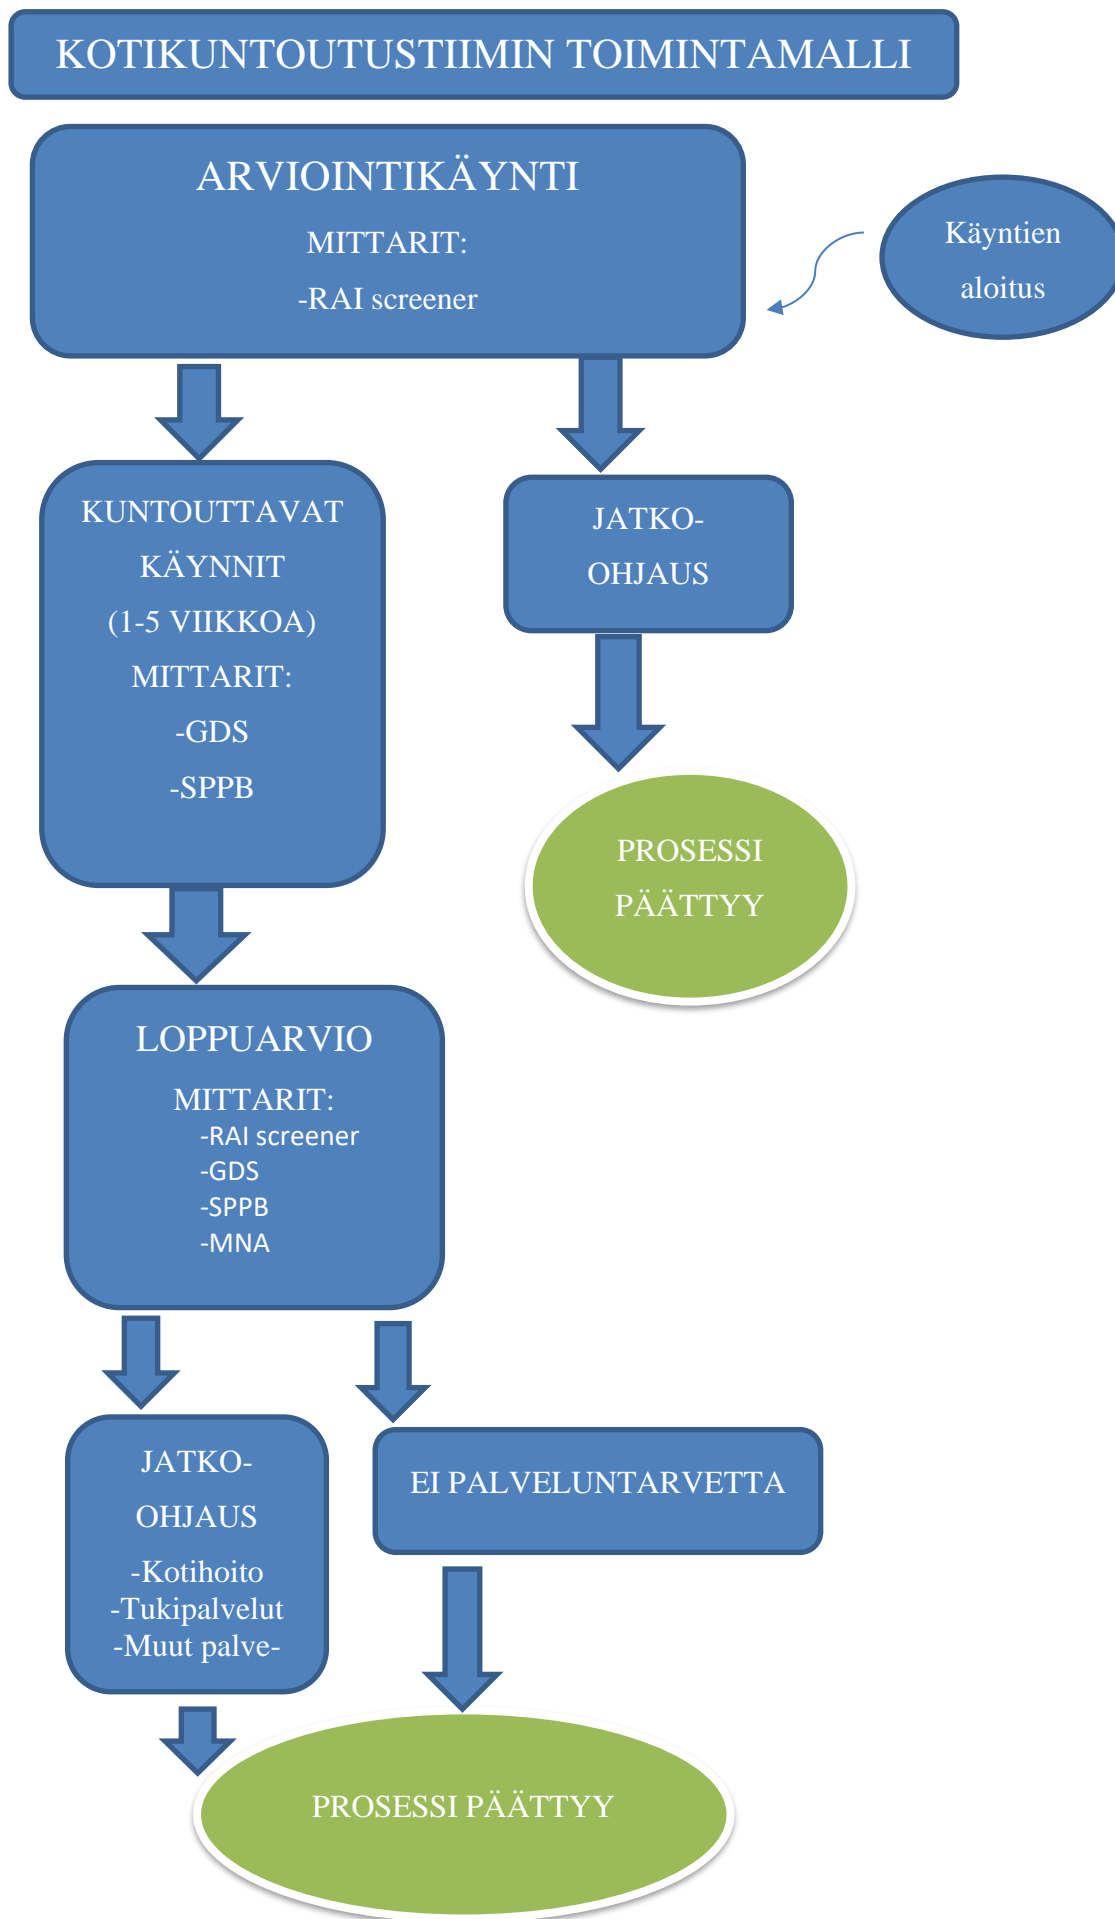 KOTIKUNTOUTUSTIIMIN TOIMINTAMALLI
ARVIOINTIKÄYNTI
MITTARIT:
-RAI screener
Käyntien
aloitus
KUNTOUTTAVAT
KÄYNNIT
(1-5 VIIKKOA)
MITTARIT:
-GDS
-SPPB
JATKO-
OHJAUS
PROSESSI
PÄÄTTYY
LOPPUARVIO
MITTARIT:
-RAI screener
-GDS
-SPPB
-MNA
JATKO-
OHJAUS
-Kotihoito
-Tukipalvelut
-Muut palve-
EI PALVELUNTARVETTA
PROSESSI PÄÄTTYY